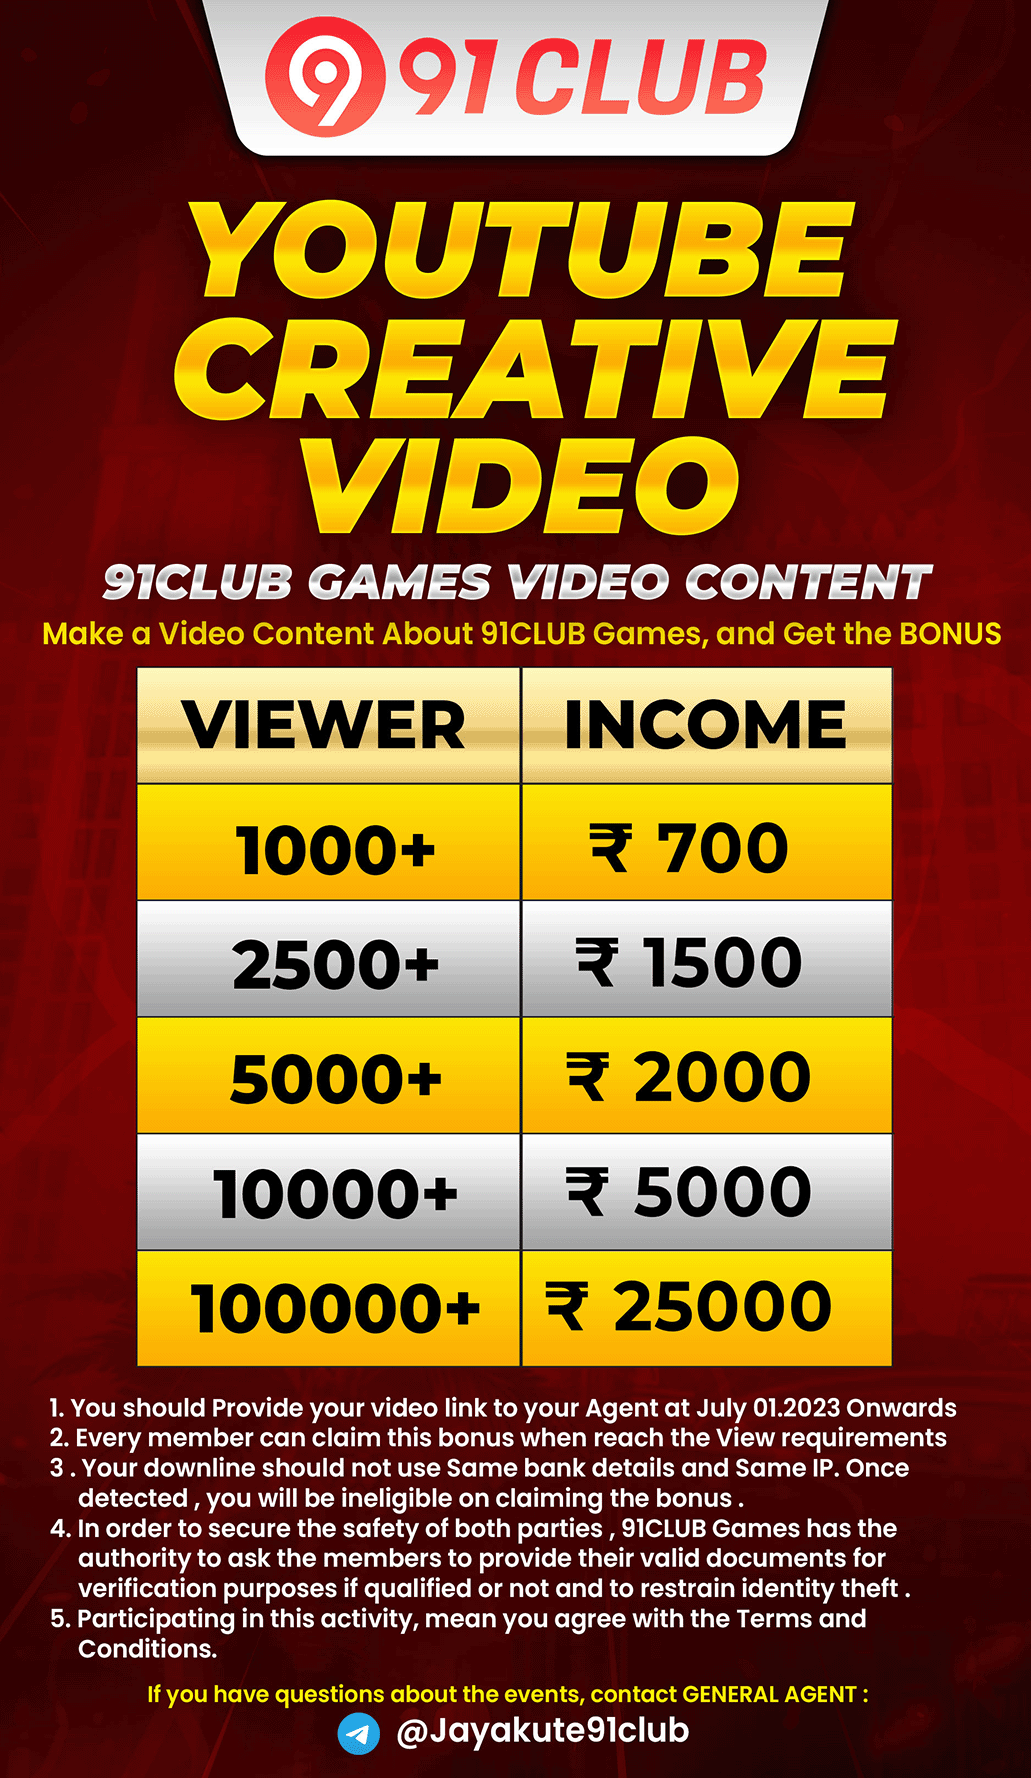 91 CLUB
YOUTUBE
CREATIVE
VIDEO
91CLUB GAMES VIDEO CONTENT
Make a Video Content About 91CLUB Games, and Get the BONUS
VIEWER INCOME
1000+ ₹ 700
2500+ ₹ 1500
5000+ ₹ 2000
10000+ ₹ 5000
100000+ ₹ 25000
1. You should Provide your video link to your Agent at July 01.2023 Onwards
2. Every member can claim this bonus when reach the View requirements
3 . Your downline should not use Same bank details and Same IP. Once
detected , you will be ineligible on claiming the bonus .
4. In order to secure the safety of both parties , 91CLUB Games has the
authority to ask the members to provide their valid documents for
verification purposes if qualified or not and to restrain identity theft .
5. Participating in this activity, mean you agree with the Terms and
Conditions.
If you have questions about the events, contact GENERAL AGENT :
@Jayakute91club